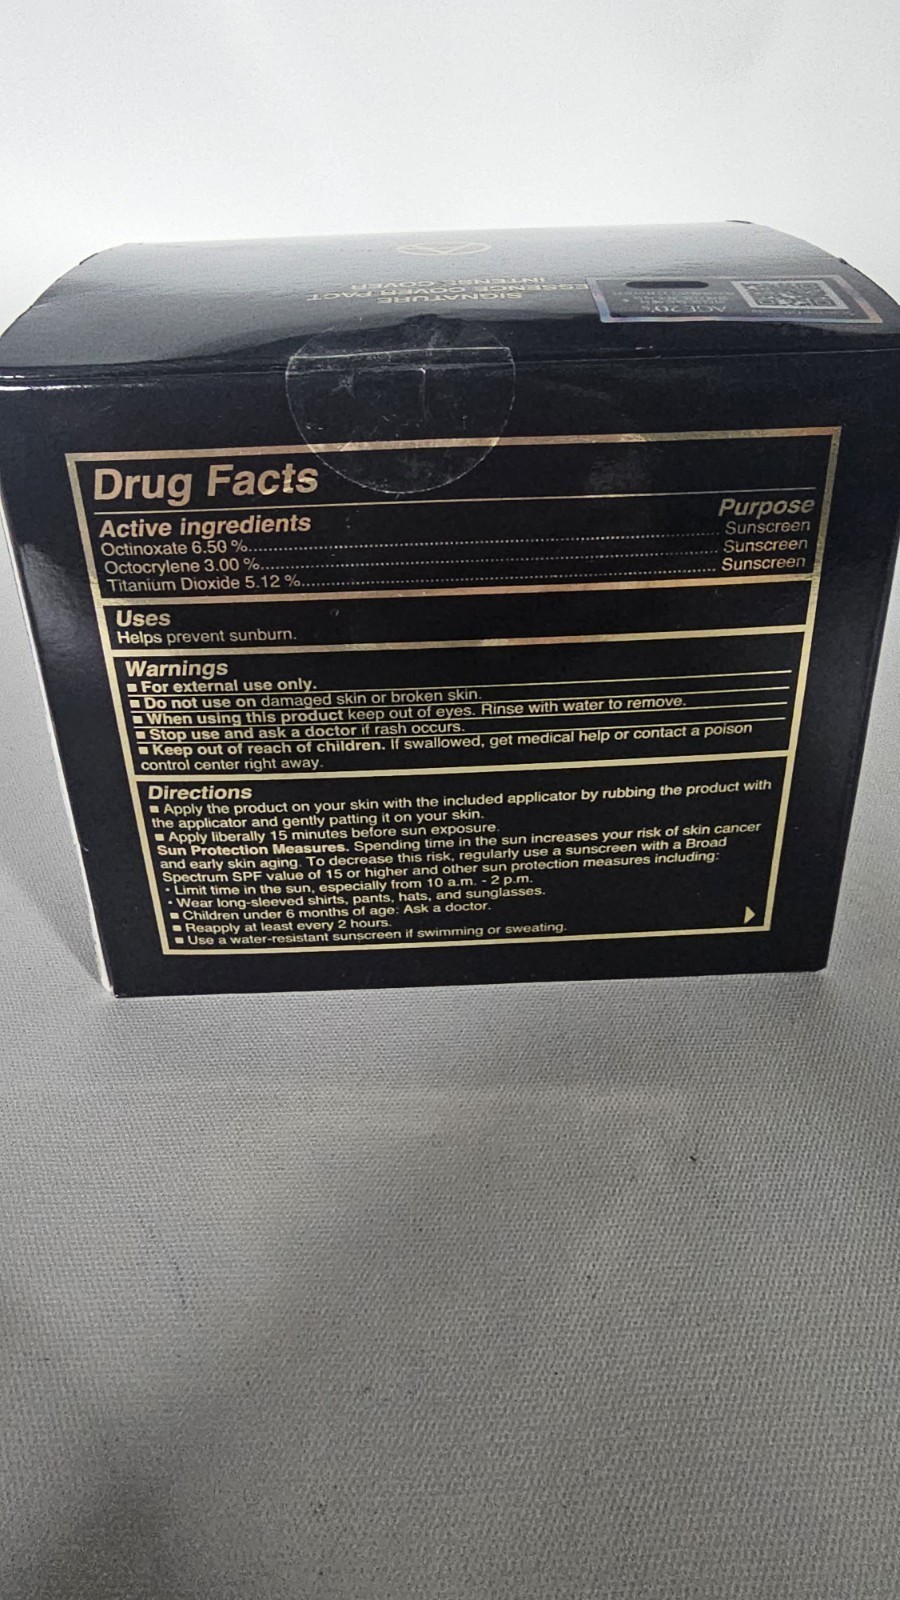 SIGNATURE
ESSENCE COVER PACT
INTENSE COVER
Drug Facts
Active ingredients Purpose
Octinoxate 6.50 %........ Sunscreen
Octocrylene 3.00 %........ Sunscreen
Titanium Dioxide 5.12 %........ Sunscreen
Uses
Helps prevent sunburn.
Warnings
■ For external use only.
■ Do not use on damaged skin or broken skin.
■ When using this product keep out of eyes. Rinse with water to remove.
■ Stop use and ask a doctor if rash occurs.
■ Keep out of reach of children. If swallowed, get medical help or contact a poison
control center right away.
Directions
■ Apply the product on your skin with the included applicator by rubbing the product with
the applicator and gently patting it on your skin.
■ Apply liberally 15 minutes before sun exposure.
Sun Protection Measures. Spending time in the sun increases your risk of skin cancer
and early skin aging. To decrease this risk, regularly use a sunscreen with a Broad
Spectrum SPF value of 15 or higher and other sun protection measures including:
• Limit time in the sun, especially from 10 a.m. - 2 p.m.
• Wear long-sleeved shirts, pants, hats, and sunglasses.
■ Children under 6 months of age: Ask a doctor.
■ Reapply at least every 2 hours.
■ Use a water-resistant sunscreen if swimming or sweating.